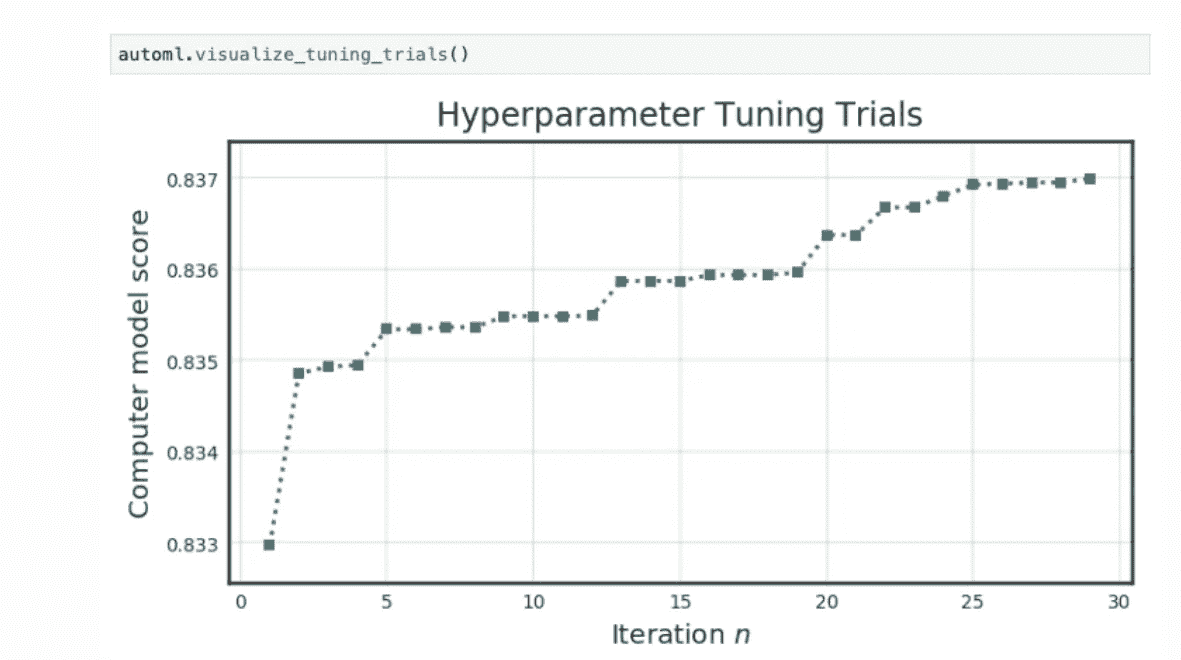 automl.visualize_tuning_trials()
Hyperparameter Tuning Trials
Computer model score
0.837
0.836
0.835
0.834
0.833
0 5 10 15 20 25 30
Iteration n